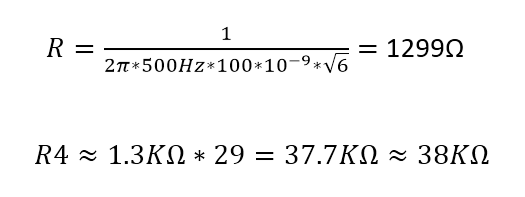 R = 1 / 2π*500Hz*100*10⁻⁹*√6 = 1299Ω
R4 ≈ 1.3KΩ * 29 = 37.7KΩ ≈ 38KΩ